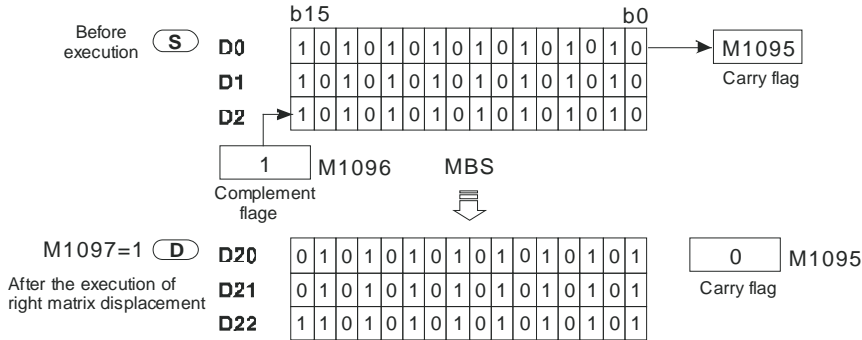 b15 b0
Before execution S D0 1 0 1 0 1 0 1 0 1 0 1 0 1 0 1 0 M1095
Carry flag
D1 1 0 1 0 1 0 1 0 1 0 1 0 1 0 1 0
D2 1 0 1 0 1 0 1 0 1 0 1 0 1 0 1 0
1 M1096 MBS
Complement
flage
M1097=1 D D20 0 1 0 1 0 1 0 1 0 1 0 1 0 1 0 1 0 M1095
Carry flag
After the execution of
right matrix displacement
D21 0 1 0 1 0 1 0 1 0 1 0 1 0 1 0 1
D22 1 1 0 1 0 1 0 1 0 1 0 1 0 1 0 1